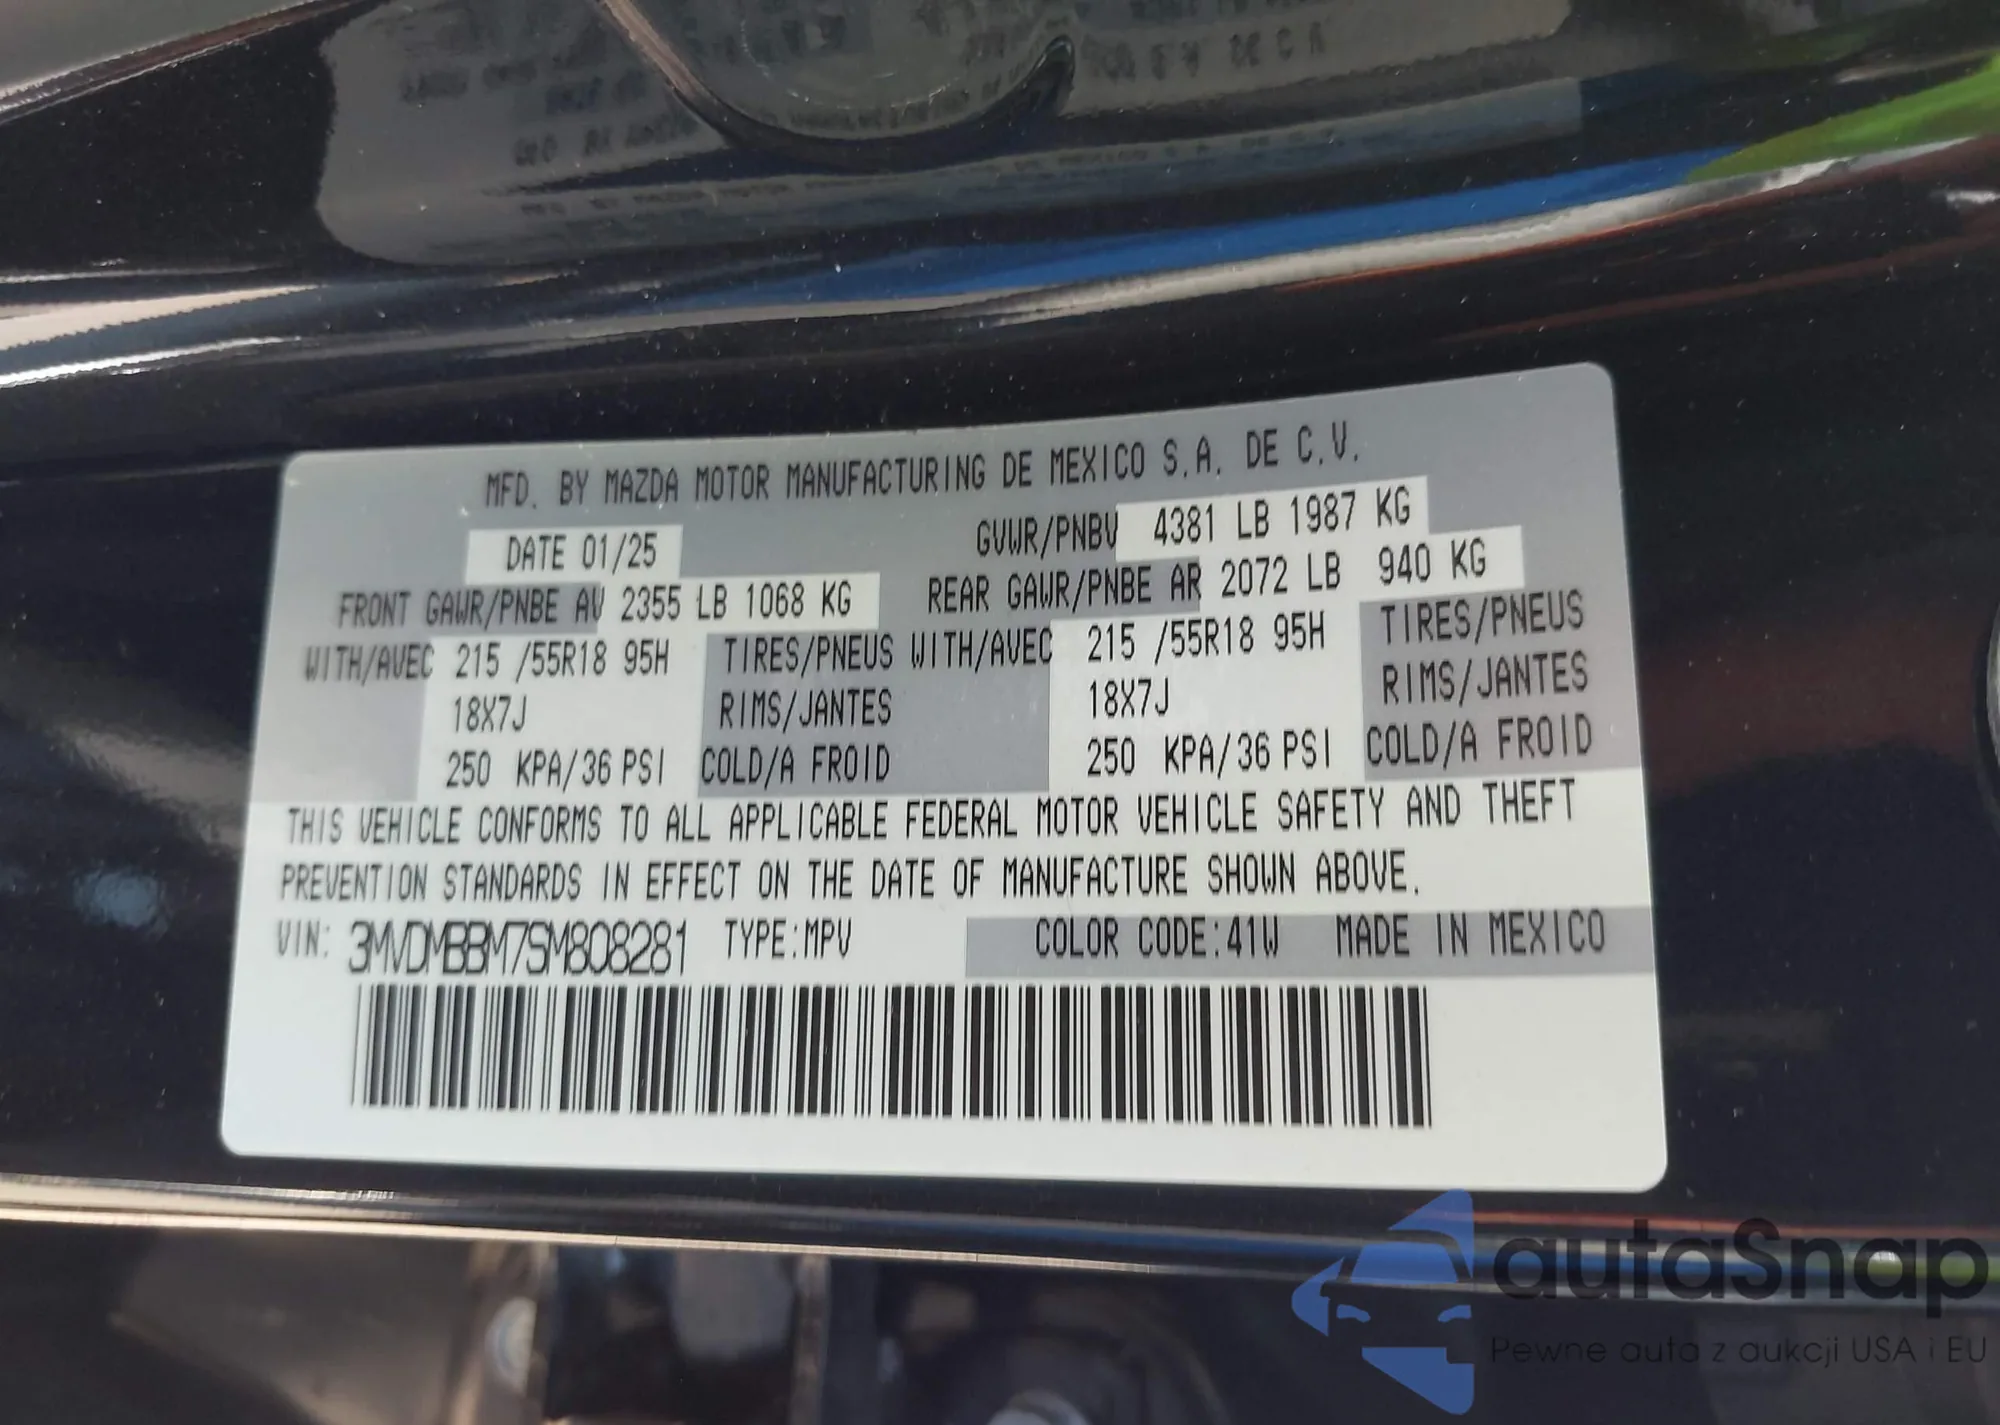 MFD. BY MAZDA MOTOR MANUFACTURING DE MEXICO S.A. DE C.V.
DATE 01/25 GVWR/PNBV 4381 LB 1987 KG
FRONT GAWR/PNBE AV 2355 LB 1068 KG REAR GAWR/PNBE AR 2072 LB 940 KG
WITH/AVEC 215 /55R18 95H TIRES/PNEUS WITH/AVEC 215 /55R18 95H TIRES/PNEUS
18X7J RIMS/JANTES 18X7J RIMS/JANTES
250 KPA/36 PSI COLD/A FROID 250 KPA/36 PSI COLD/A FROID
THIS VEHICLE CONFORMS TO ALL APPLICABLE FEDERAL MOTOR VEHICLE SAFETY AND THEFT
PREVENTION STANDARDS IN EFFECT ON THE DATE OF MANUFACTURE SHOWN ABOVE.
VIN: 3MVDMBBM7SM808281 TYPE:MPV COLOR CODE:41W MADE IN MEXICO
autaSnap
Pewne auta z aukcji USA i EU